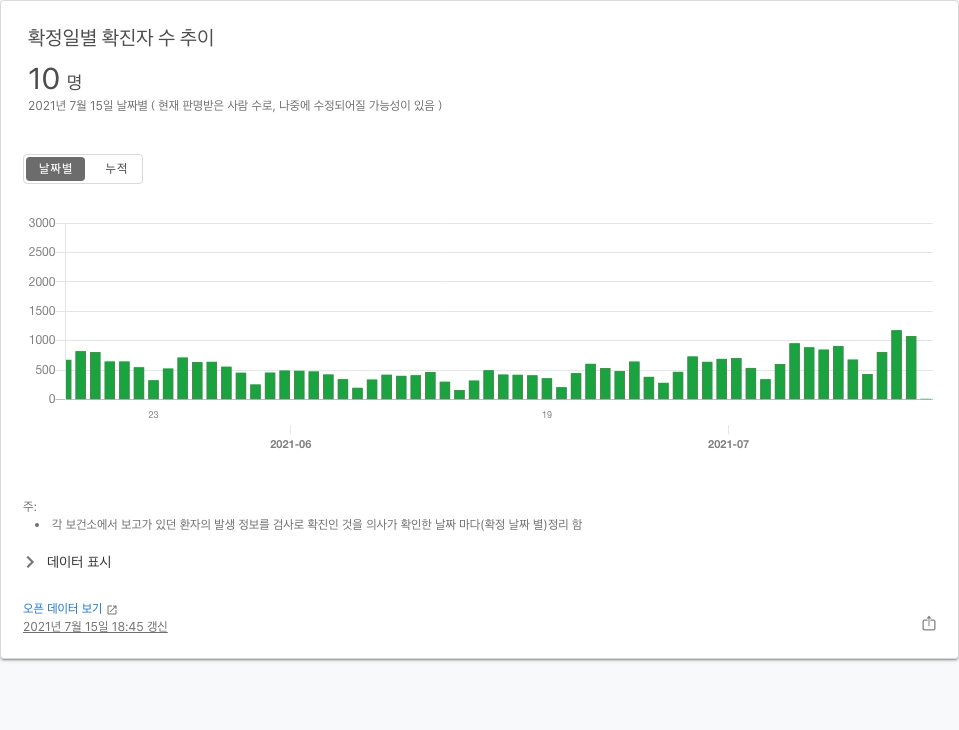 확정일별 확진자 수 추이
10 명
2021년 7월 15일 날짜별 ( 현재 판명받은 사람 수로, 나중에 수정되어질 가능성이 있음 )
날짜별 누적
3000
2500
2000
1500
1000
500
0
23 19
2021-06 2021-07
주:
• 각 보건소에서 보고가 있던 환자의 발생 정보를 검사로 확진인 것을 의사가 확인한 날짜 마다(확정 날짜 별)정리 함
데이터 표시
오픈 데이터 보기
2021년 7월 15일 18:45 갱신